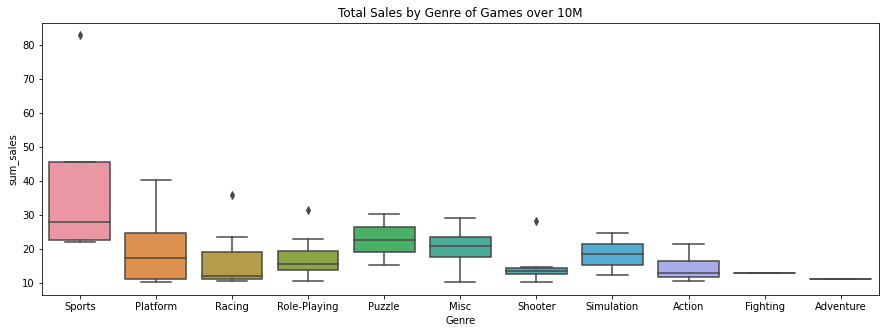 Total Sales by Genre of Games over 10M
sum_sales
80
70
60
50
40
30
20
10
Sports Platform Racing Role-Playing Puzzle Misc Shooter Simulation Action Fighting Adventure
Genre